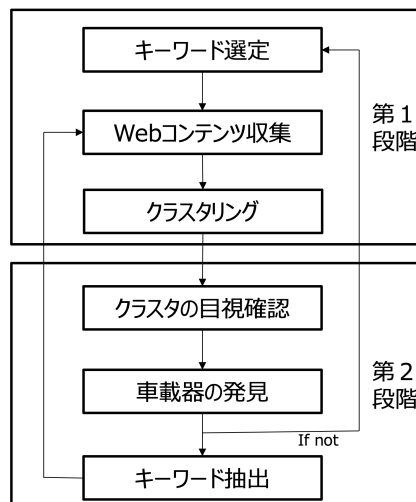 キーワード選定
Webコンテンツ収集
クラスタリング
第１
段階
クラスタの目視確認
車載器の発見
第２
段階
If not
キーワード抽出